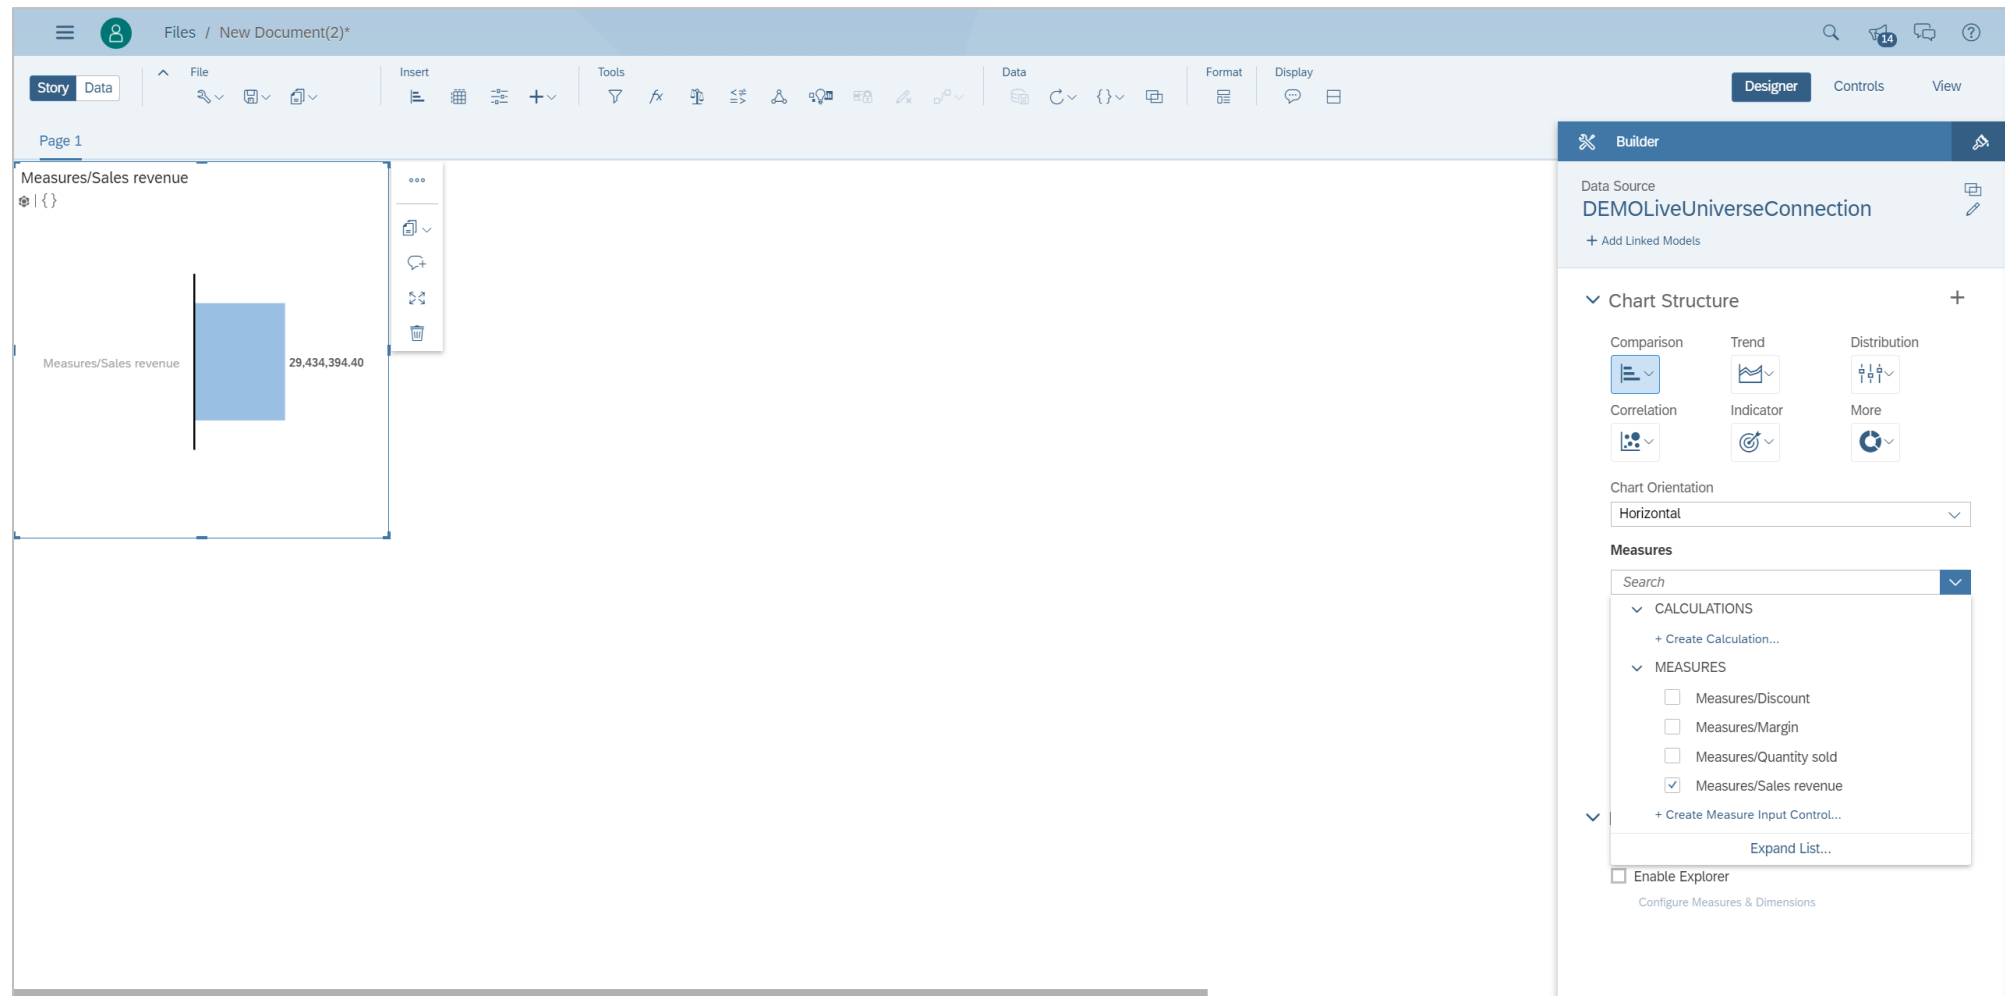 Files / New Document(2)*
14
Story Data
File
Insert
Tools
Data
Format
Display
Designer
Controls
View
Page 1
Builder
Measures/Sales revenue
Measures/Sales revenue
29,434,394.40
Data Source
DEMOLiveUniverseConnection
+ Add Linked Models
Chart Structure
Comparison
Trend
Distribution
Correlation
Indicator
More
Chart Orientation
Horizontal
Measures
Search
CALCULATIONS
+ Create Calculation...
MEASURES
Measures/Discount
Measures/Margin
Measures/Quantity sold
Measures/Sales revenue
+ Create Measure Input Control...
Expand List...
Enable Explorer
Configure Measures & Dimensions